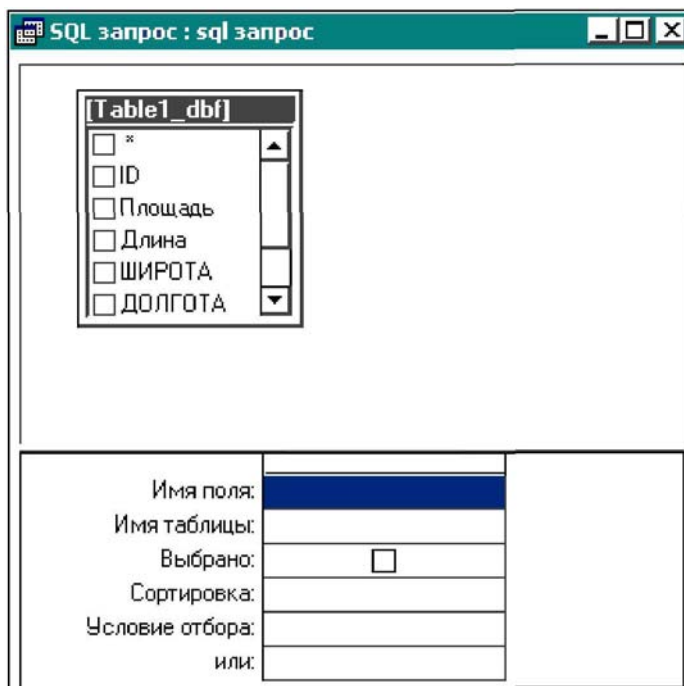 SQL запрос : sql запрос
[Table1_dbf]
*
ID
Площадь
Длина
ШИРОТА
ДОЛГОТА
Имя поля:
Имя таблицы:
Выбрано:
Сортировка:
Условие отбора:
или: